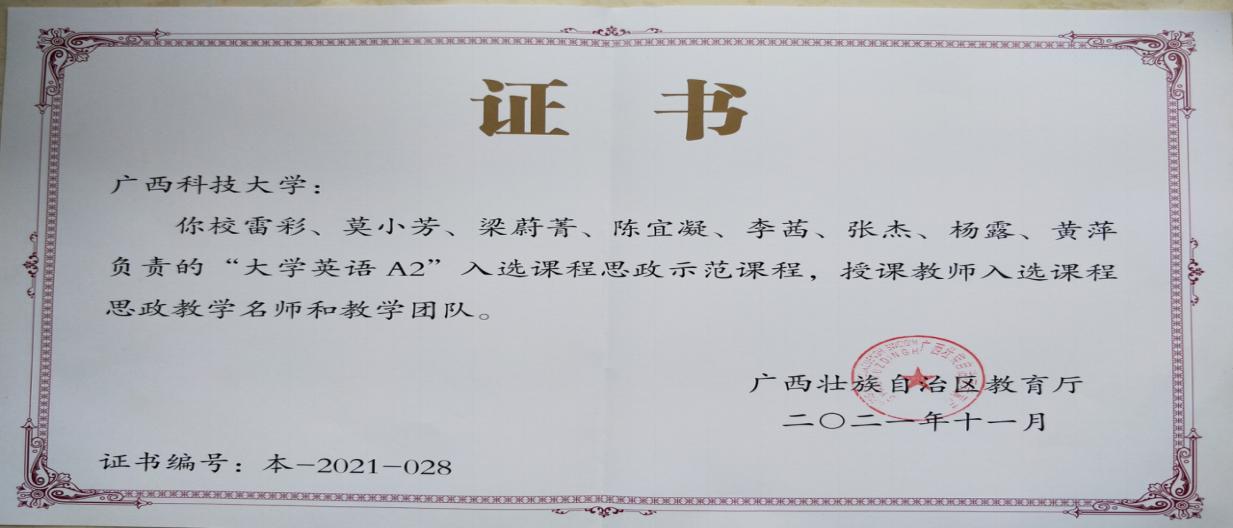 证书
广西科技大学：
你校雷彩、莫小芳、梁蔚菁、陈宜凝、李茜、张杰、杨露、黄萍
负责的“大学英语A2”入选课程思政示范课程，授课教师入选课程
思政教学名师和教学团队。
广西壮族自治区教育厅
二〇二一年十一月
证书编号：本-2021-028